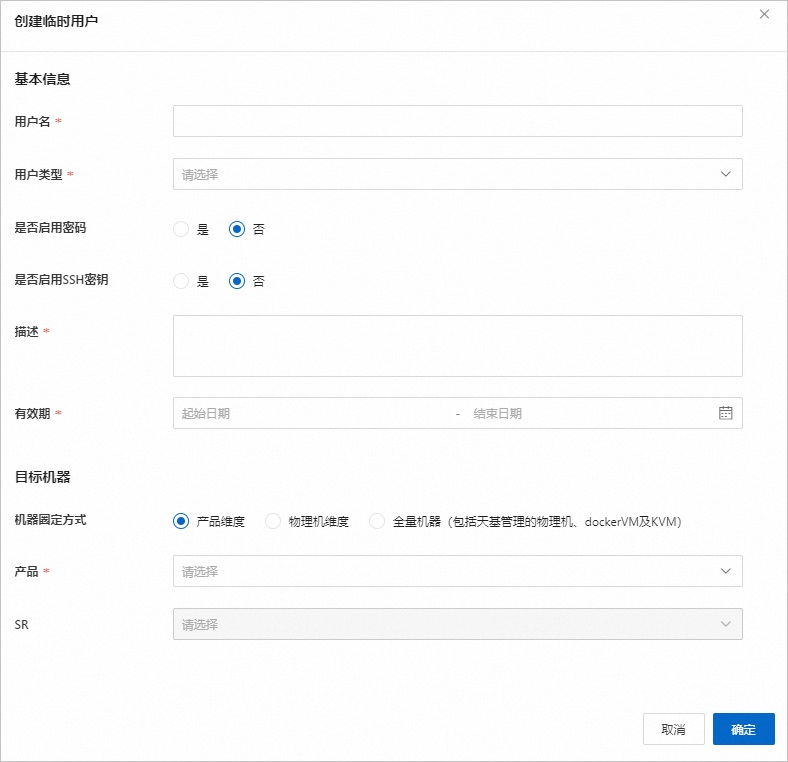 创建临时用户
基本信息
用户名 *
用户类型 * 请选择
是否启用密码 是 否
是否启用SSH密钥 是 否
描述 *
有效期 * 起始日期 - 结束日期
目标机器
机器圈定方式 产品维度 物理机维度 全量机器（包括天基管理的物理机、dockerVM及KVM）
产品 * 请选择
SR 请选择
取消 确定